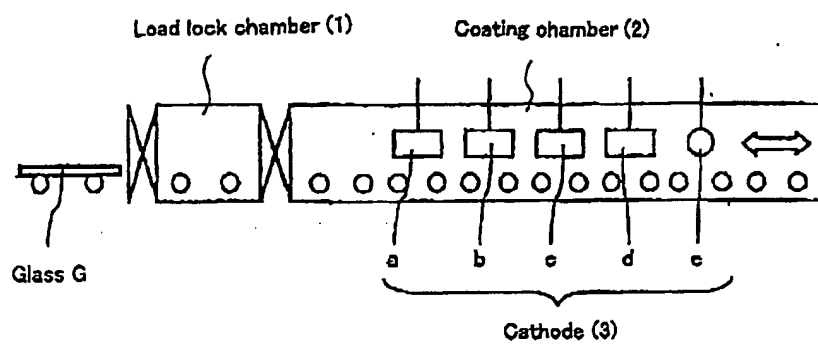 Load lock chamber (1)
Coating ohamber (2)
Glass G
a b c d e
Cathode (3)